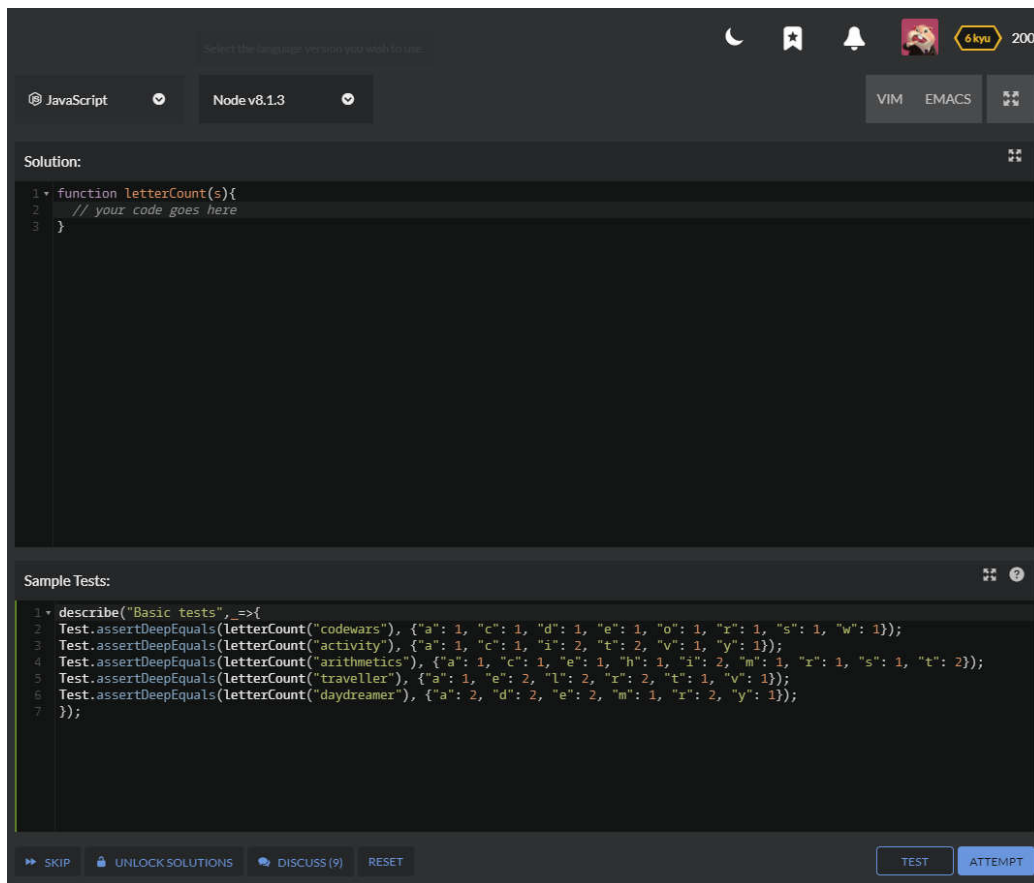 Select the language version you wish to use.
6 kyu 200
JavaScript Node v8.1.3 VIM EMACS
Solution:
1 function letterCount(s){
2 // your code goes here
3 }
Sample Tests:
1 describe("Basic tests",_=>{
2 Test.assertDeepEquals(letterCount("codewars"), {"a": 1, "c": 1, "d": 1, "e": 1, "o": 1, "r": 1, "s": 1, "w": 1});
3 Test.assertDeepEquals(letterCount("activity"), {"a": 1, "c": 1, "i": 2, "t": 2, "v": 1, "y": 1});
4 Test.assertDeepEquals(letterCount("arithmetics"), {"a": 1, "c": 1, "e": 1, "h": 1, "i": 2, "m": 1, "r": 1, "s": 1, "t": 2});
5 Test.assertDeepEquals(letterCount("traveller"), {"a": 1, "e": 2, "l": 2, "r": 2, "t": 1, "v": 1});
6 Test.assertDeepEquals(letterCount("daydreamer"), {"a": 2, "d": 2, "e": 2, "m": 1, "r": 2, "y": 1});
7 });
SKIP UNLOCK SOLUTIONS DISCUSS (9) RESET TEST ATTEMPT